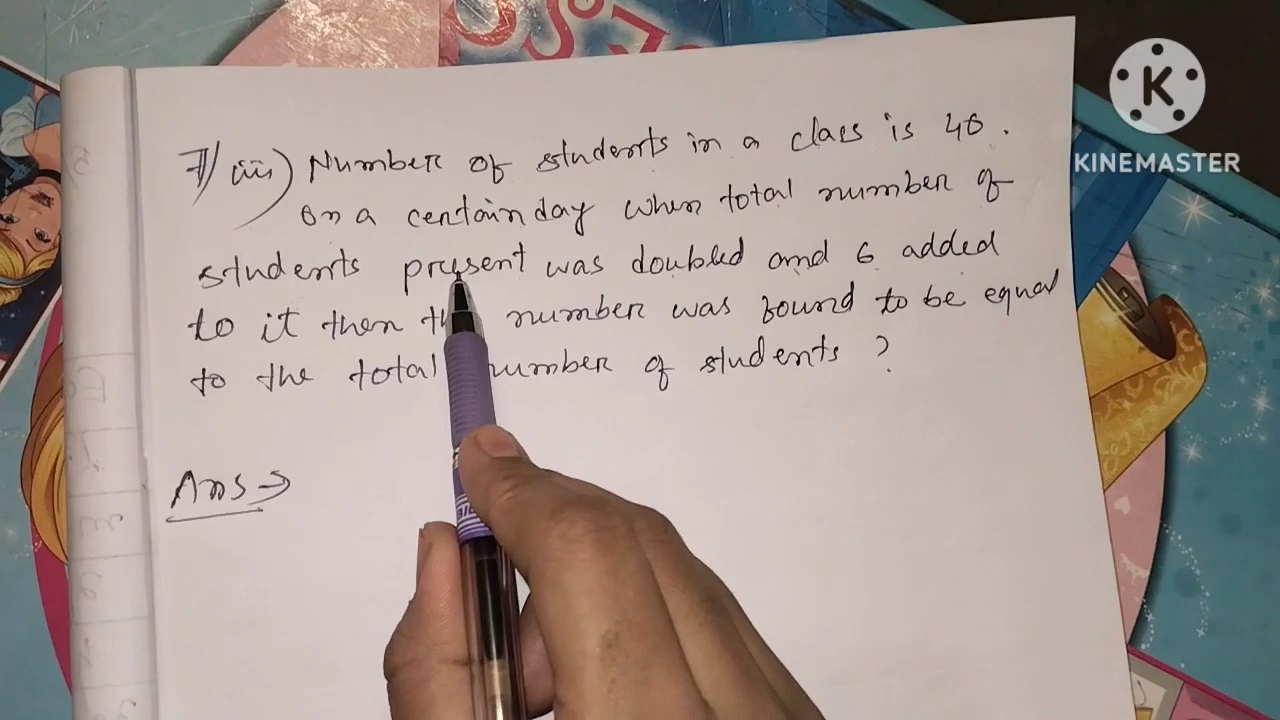 7) iii) Number of students in a class is 40.
on a certain day when total number of
students present was doubled and 6 added
to it then number was found to be equal
to the total number of students ?
Ans →
K
KINEMASTER